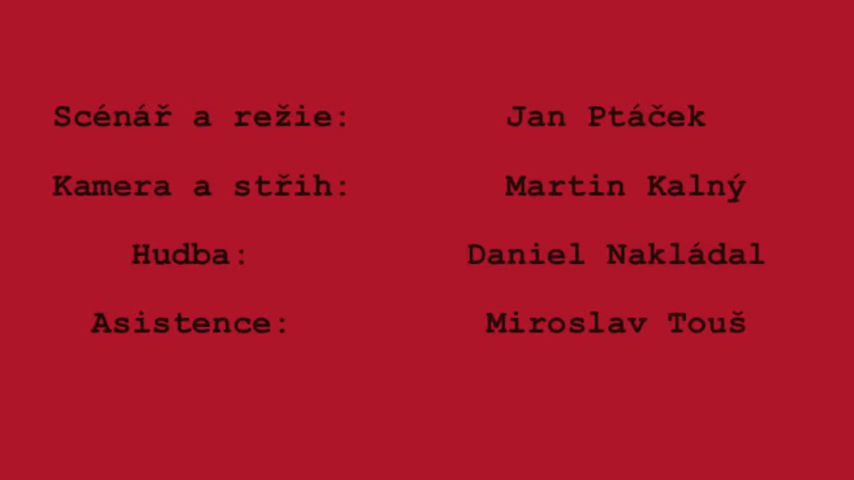 Scénář a režie: Jan Ptáček
Kamera a střih: Martin Kalný
Hudba: Daniel Nakládal
Asistence: Miroslav Touš